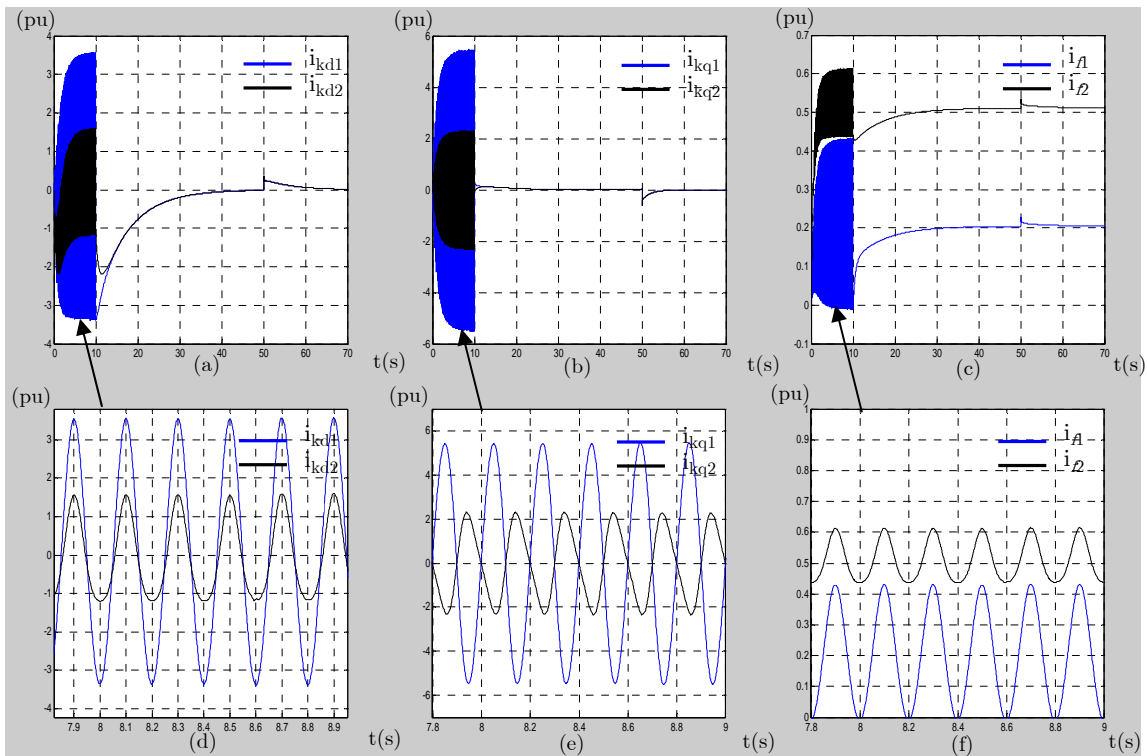 (pu) (pu) (pu)
4 3 2 1 0 -1 -2 -3 -4
i_kd1
i_kd2
0 10 20 30 40 50 60 70 t(s)
(a)
6 4 2 0 -2 -4 -6
i_kq1
i_kq2
0 10 20 30 40 50 60 70 t(s)
(b)
0.7 0.6 0.5 0.4 0.3 0.2 0.1 0 -0.1
i_f1
i_f2
0 10 20 30 40 50 60 70 t(s)
(c)
(pu) (pu) (pu)
3 2 1 0 -1 -2 -3 -4
i_kd1
i_kd2
7.9 8 8.1 8.2 8.3 8.4 8.5 8.6 8.7 8.8 8.9
(d) t(s)
6 4 2 0 -2 -4 -6
i_kq1
i_kq2
7.8 8 8.2 8.4 8.6 8.8 9
(e) t(s)
1 0.9 0.8 0.7 0.6 0.5 0.4 0.3 0.2 0.1 0
i_f1
i_f2
7.8 8 8.2 8.4 8.6 8.8 9
(f) t(s)